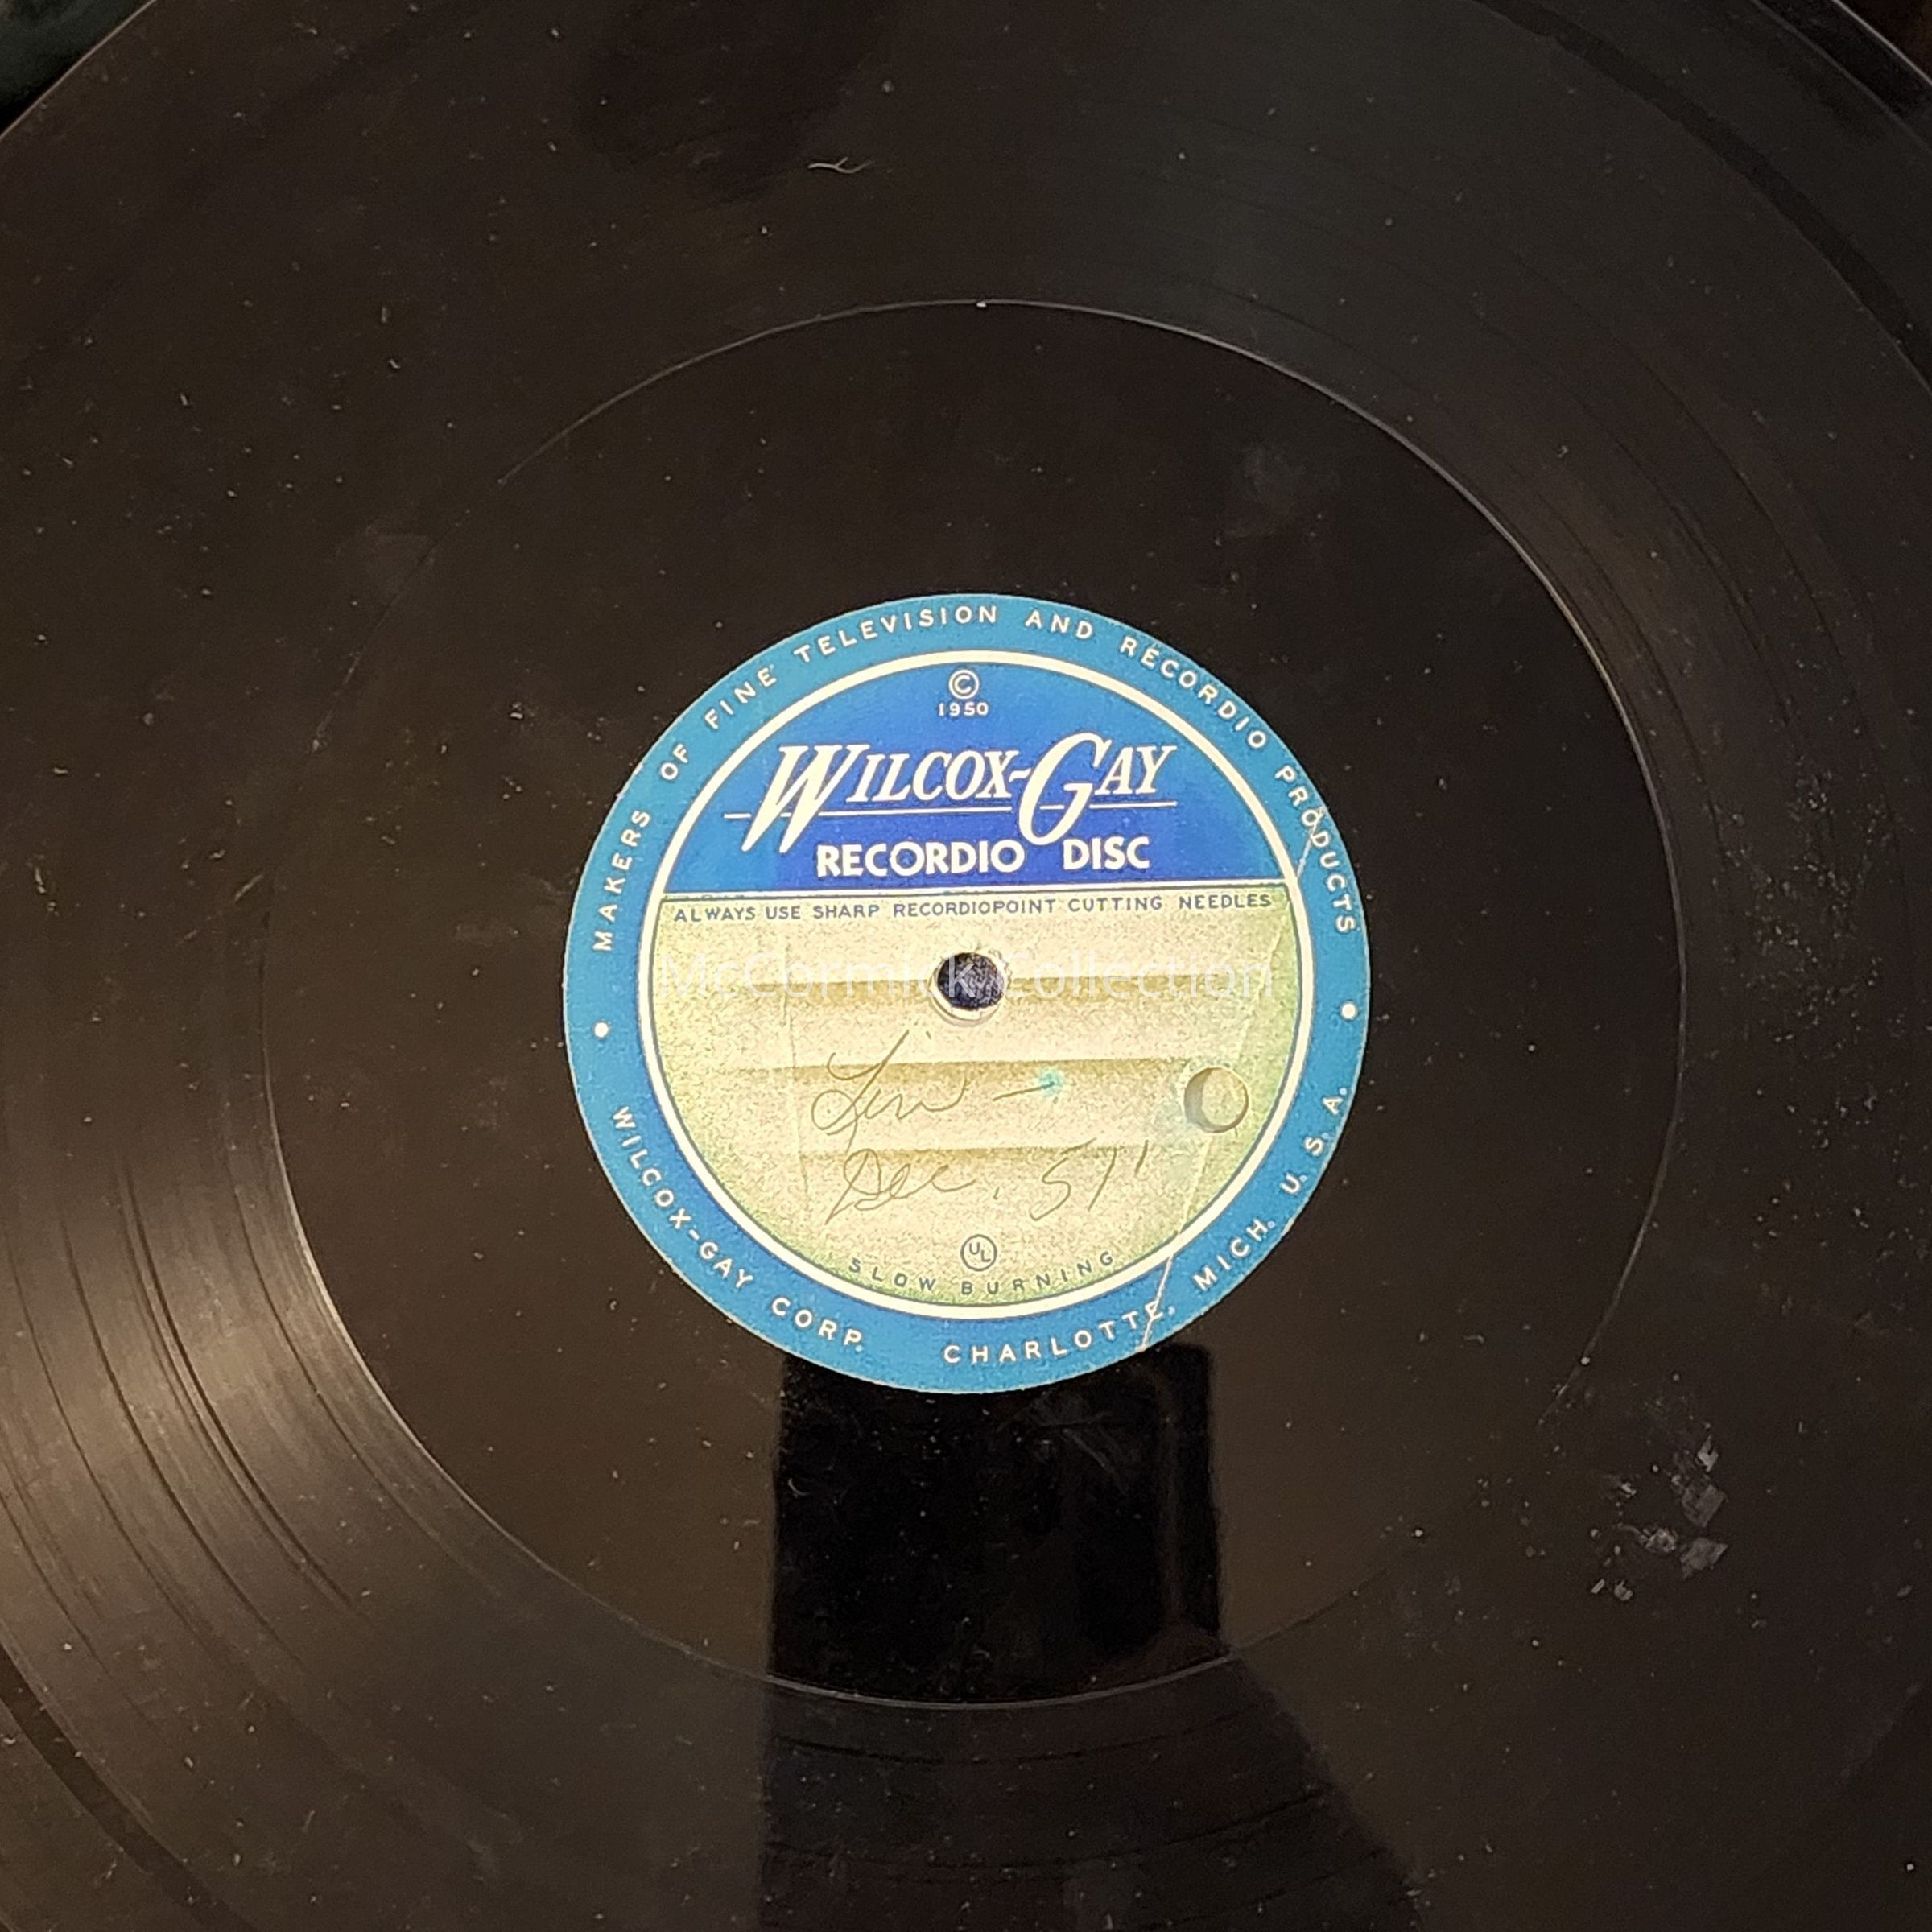 MAKERS OF FINE TELEVISION AND RECORDIO PRODUCTS
© 1950
WILCOX-GAY
RECORDIO DISC
ALWAYS USE SHARP RECORDIOPOINT CUTTING NEEDLES
McCormick Collection
Dec. 51'
UL
SLOW BURNING
WILCOX-GAY CORP. CHARLOTTE, MICH. U. S. A.